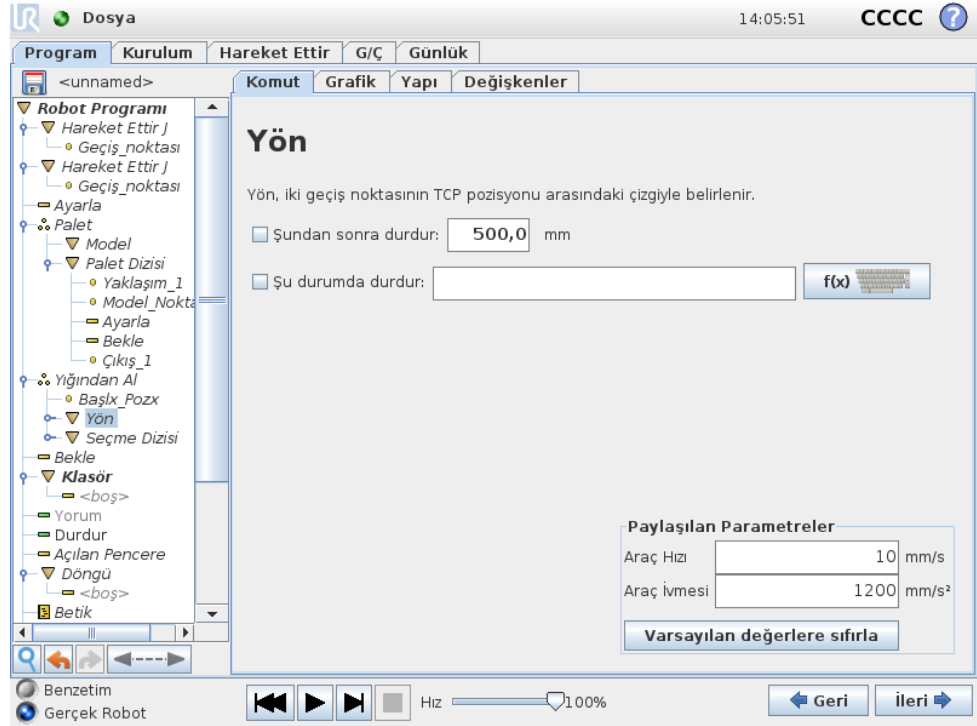 UR Dosya 14:05:51 CCCC ?
Program Kurulum Hareket Ettir G/Ç Günlük
<unnamed>
Komut Grafik Yapı Değişkenler
Robot Programı
Hareket Ettir J
Geçiş_noktası
Hareket Ettir J
Geçiş_noktası
Ayarla
Palet
Model
Palet Dizisi
Yaklaşım_1
Model_Nokta
Ayarla
Bekle
Çıkış_1
Yığından Al
Başlx_Pozx
Yön
Seçme Dizisi
Bekle
Klasör
<boş>
Yorum
Durdur
Açılan Pencere
Döngü
<boş>
Betik
Yön
Yön, iki geçiş noktasının TCP pozisyonu arasındaki çizgiyle belirlenir.
Şundan sonra durdur: 500,0 mm
Şu durumda durdur: f(x)
Paylaşılan Parametreler
Araç Hızı 10 mm/s
Araç İvmesi 1200 mm/s²
Varsayılan değerlere sıfırla
Benzetim
Gerçek Robot
Hız 100%
Geri İleri